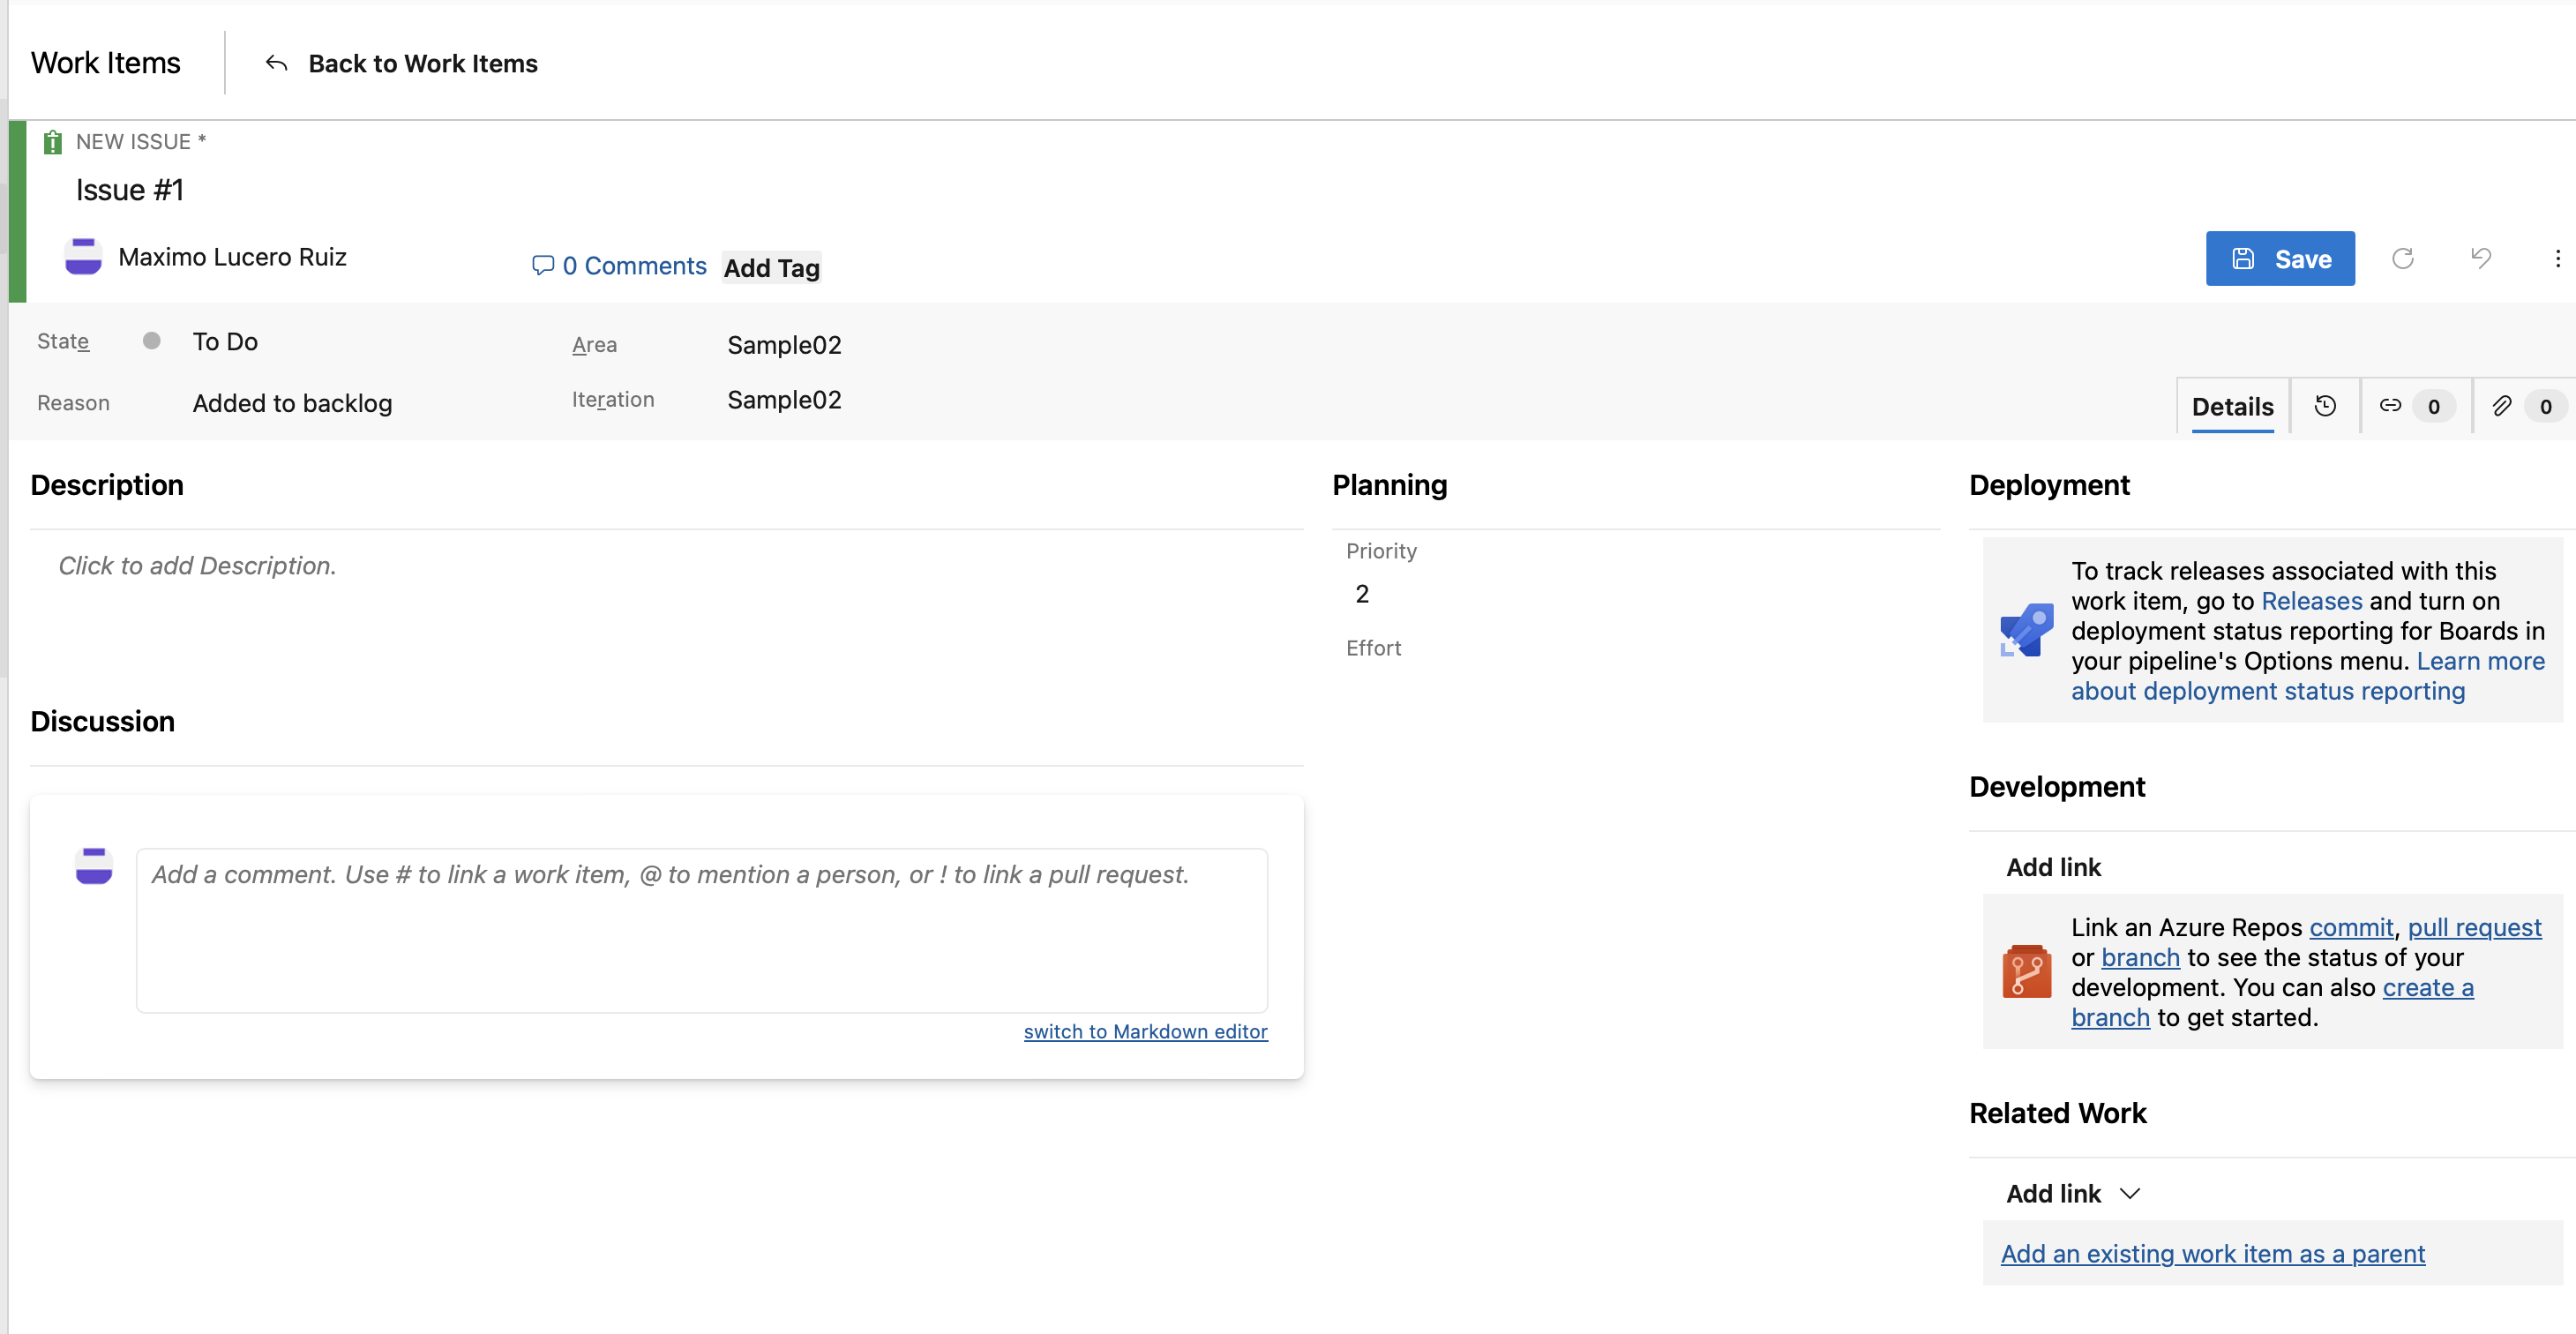 Work Items
Back to Work Items
NEW ISSUE *
Issue #1
Maximo Lucero Ruiz
0 Comments
Add Tag
Save
State
To Do
Area
Sample02
Reason
Added to backlog
Iteration
Sample02
Details
0
0
Description
Click to add Description.
Discussion
Add a comment. Use # to link a work item, @ to mention a person, or ! to link a pull request.
switch to Markdown editor
Planning
Priority
2
Effort
Deployment
To track releases associated with this
work item, go to Releases and turn on
deployment status reporting for Boards in
your pipeline's Options menu. Learn more
about deployment status reporting
Development
Add link
Link an Azure Repos commit, pull request
or branch to see the status of your
development. You can also create a
branch to get started.
Related Work
Add link
Add an existing work item as a parent